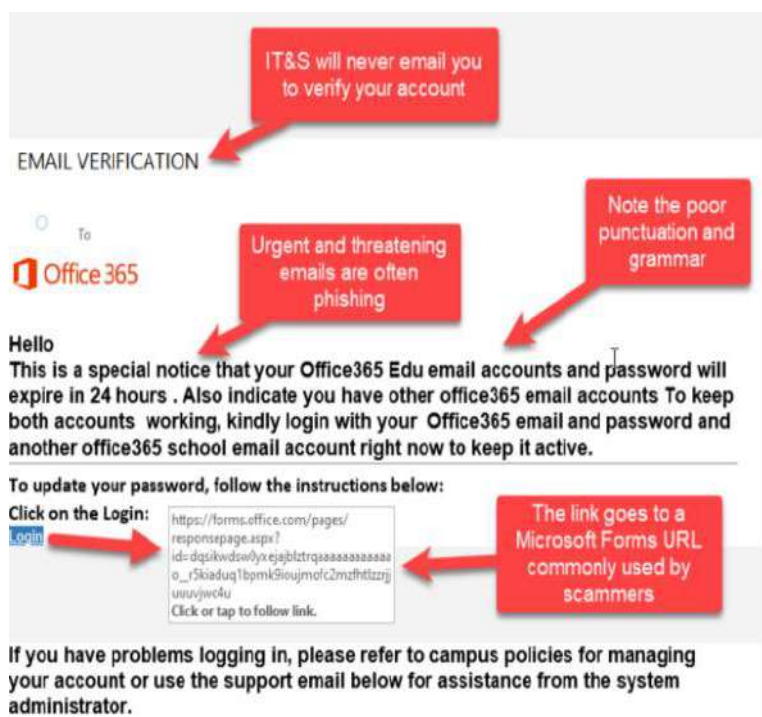 IT&S will never email you
to verify your account
EMAIL VERIFICATION
Note the poor
punctuation and
grammar
To
Urgent and threatening
emails are often
phishing
Office 365
Hello
This is a special notice that your Office365 Edu email accounts and password will
expire in 24 hours . Also indicate you have other office365 email accounts To keep
both accounts working, kindly login with your Office365 email and password and
another office365 school email account right now to keep it active.
To update your password, follow the instructions below:
Click on the Login:
Login
https://forms.office.com/pages/
responsepage.aspx?
id=dqsikwdsw0yxejajblztrqaaaaaaaaaaaa
o__r5kiaduq1bpmk9ioujmofc2mzfhtlzzrjj
uuuvjwc4u
Click or tap to follow link.
The link goes to a
Microsoft Forms URL
commonly used by
scammers
If you have problems logging in, please refer to campus policies for managing
your account or use the support email below for assistance from the system
administrator.